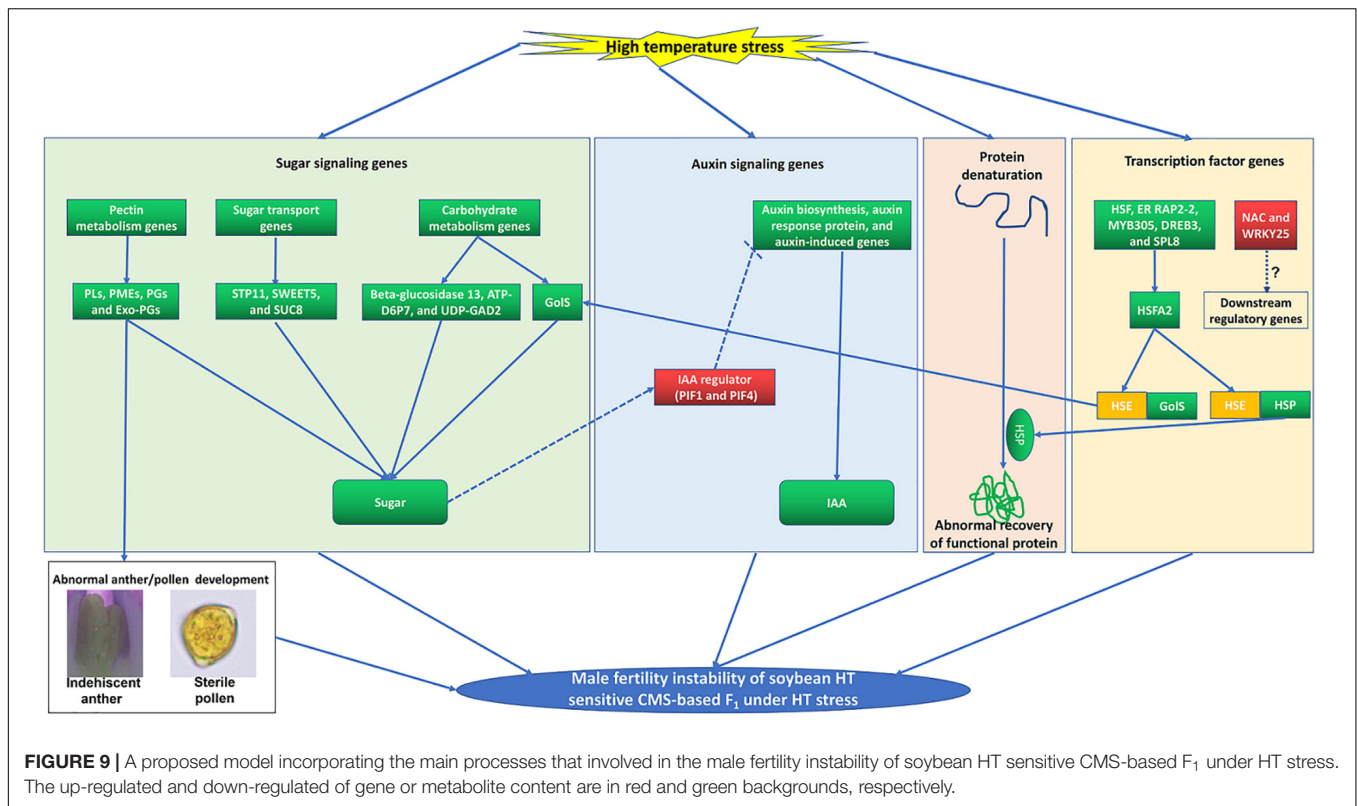 High temperature stress
Sugar signaling genes
Pectin
metabolism genes
Sugar transport
genes
Carbohydrate
metabolism genes
PLs, PMEs, PGs
and Exo-PGs
STP11, SWEET5,
and SUC8
Beta-glucosidase 13, ATP-
D6P7, and UDP-GAD2
GolS
Sugar
Auxin signaling genes
Auxin biosynthesis, auxin
response protein, and
auxin-induced genes
IAA regulator
(PIF1 and PIF4)
IAA
Protein
denaturation
HSP
Abnormal recovery
of functional protein
Transcription factor genes
HSF, ER RAP2-2,
MYB305, DREB3,
and SPL8
NAC and
WRKY25
?
HSFA2
Downstream
regulatory genes
HSE
GolS
HSE
HSP
Abnormal anther/pollen development
Indehiscent
anther
Sterile
pollen
Male fertility instability of soybean HT
sensitive CMS-based F1 under HT stress
FIGURE 9 | A proposed model incorporating the main processes that involved in the male fertility instability of soybean HT sensitive CMS-based F1 under HT stress.
The up-regulated and down-regulated of gene or metabolite content are in red and green backgrounds, respectively.